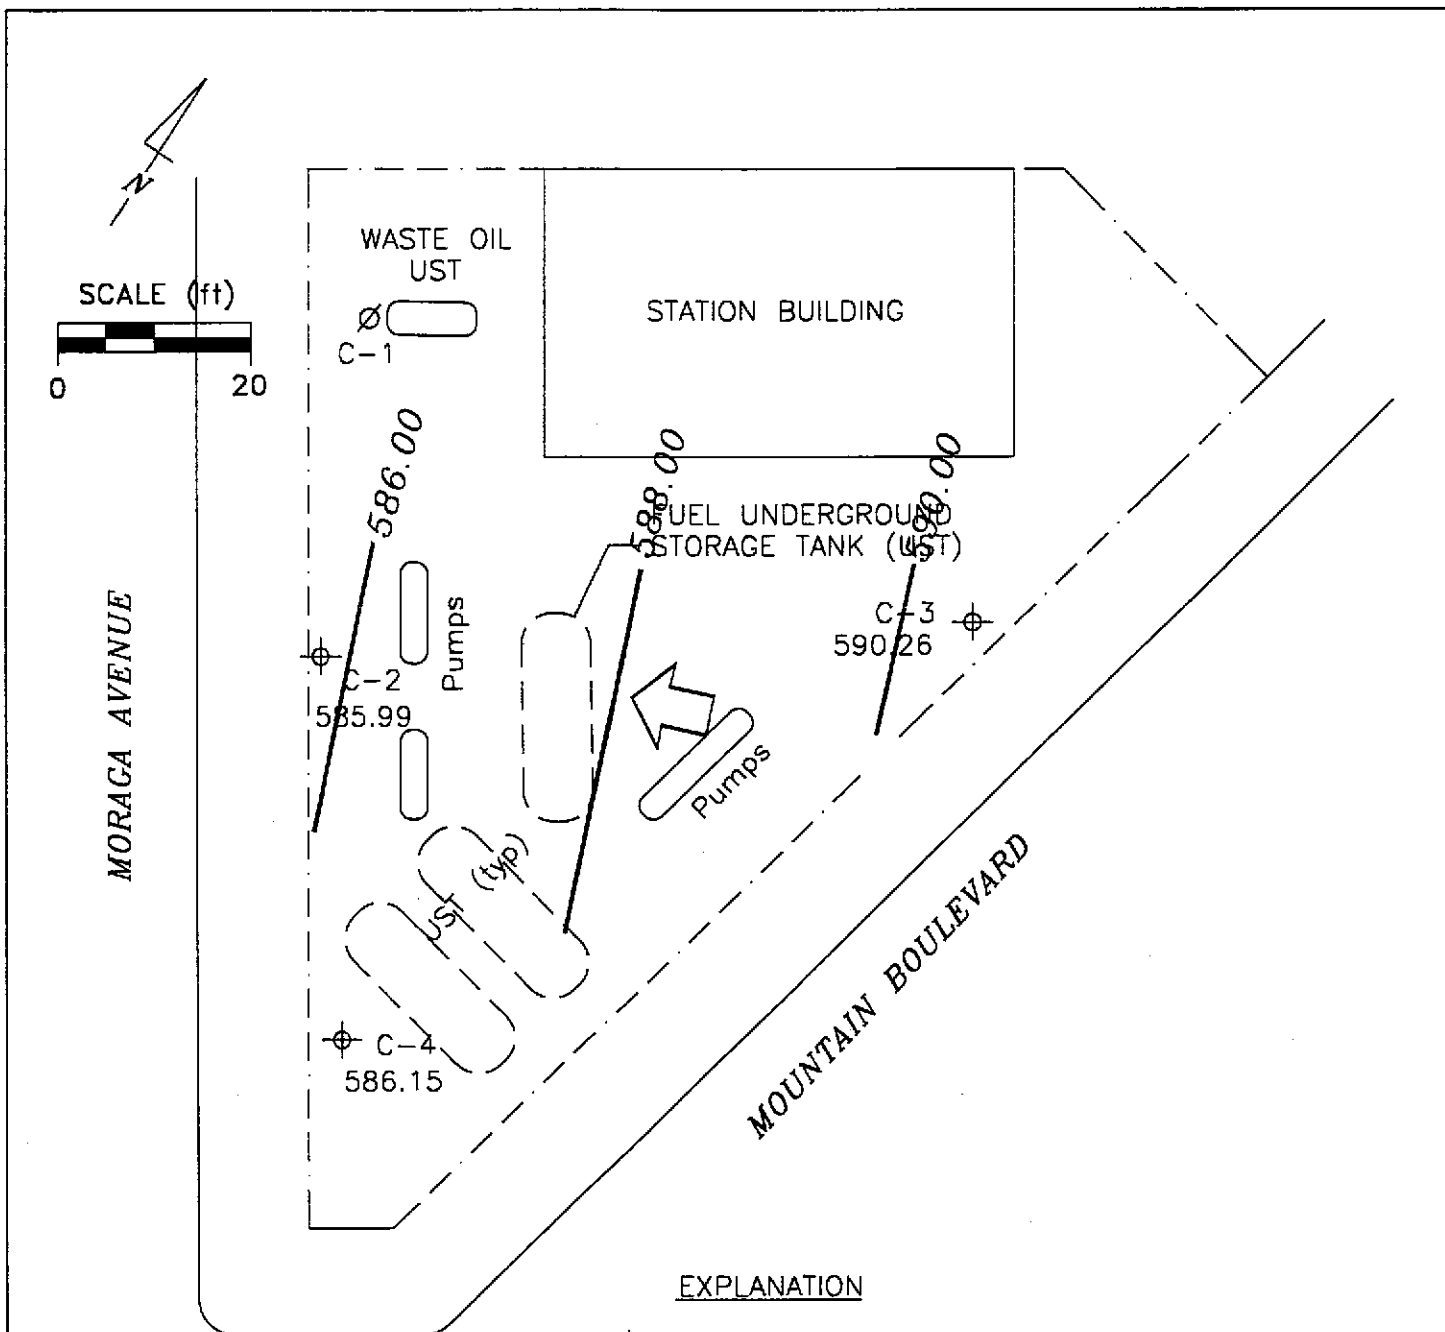 N
SCALE (ft)
0 20
WASTE OIL
UST
C-1
STATION BUILDING
586.00
588.00
590.00
FUEL UNDERGROUND
STORAGE TANK (UST)
Pumps
C-2
585.99
C-3
590.26
Pumps
MORAGA AVENUE
UST (typ)
C-4
586.15
MOUNTAIN BOULEVARD
EXPLANATION